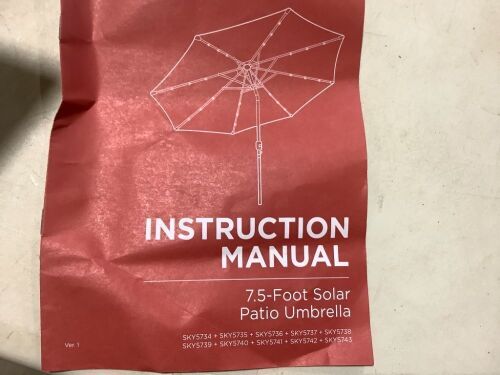 INSTRUCTION
MANUAL
7.5-Foot Solar
Patio Umbrella
SKY5734 + SKY5735 + SKY5736 + SKY5737 + SKY5738
SKY5739 + SKY5740 + SKY5741 + SKY5742 + SKY5743
Ver. 1